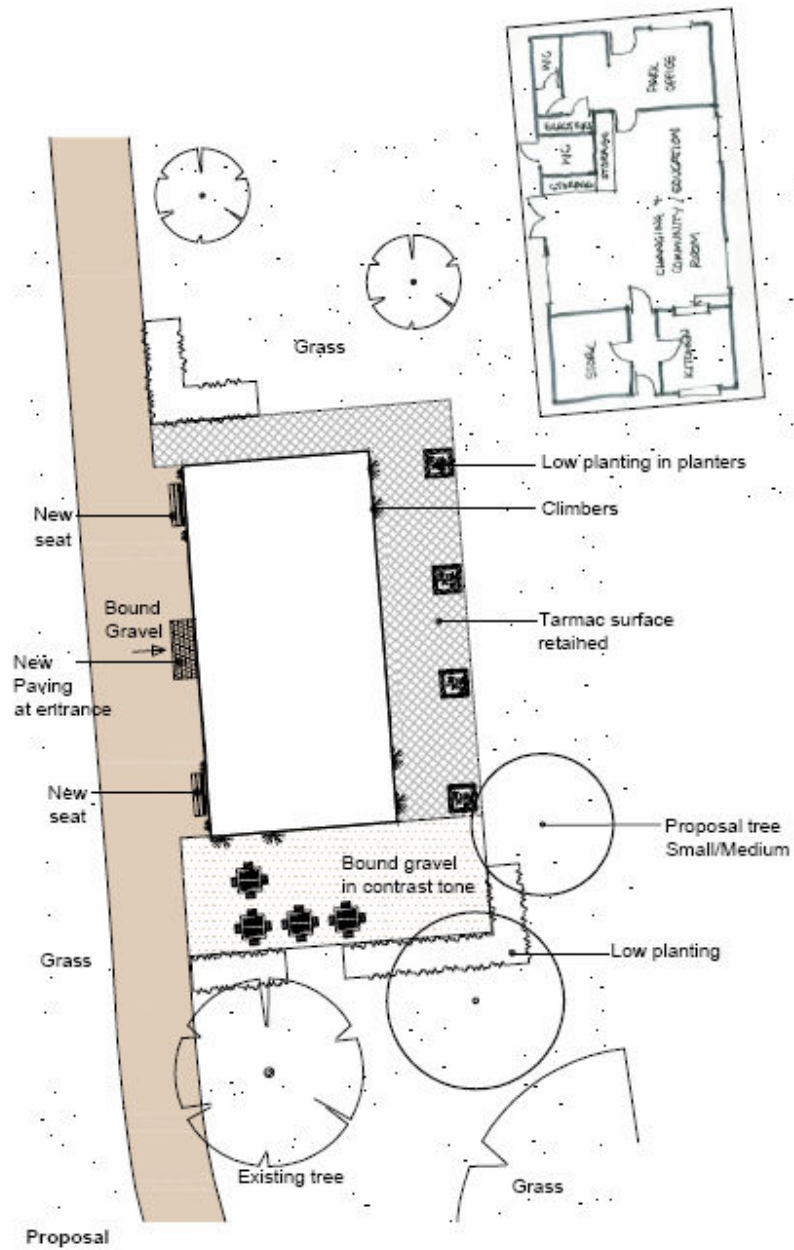 W/C
PARK
OFFICE
W/C
STORAGE
STORAGE
CHANGING +
COMMUNITY / EDUCATION
ROOM
STORE
KITCHEN
Grass
Low planting in planters
Climbers
New
seat
Bound
Gravel
Tarmac surface
retained
New
Paving
at entrance
New
seat
Proposal tree
Small/Medium
Bound gravel
in contrast tone
Grass
Low planting
Existing tree
Grass
Proposal